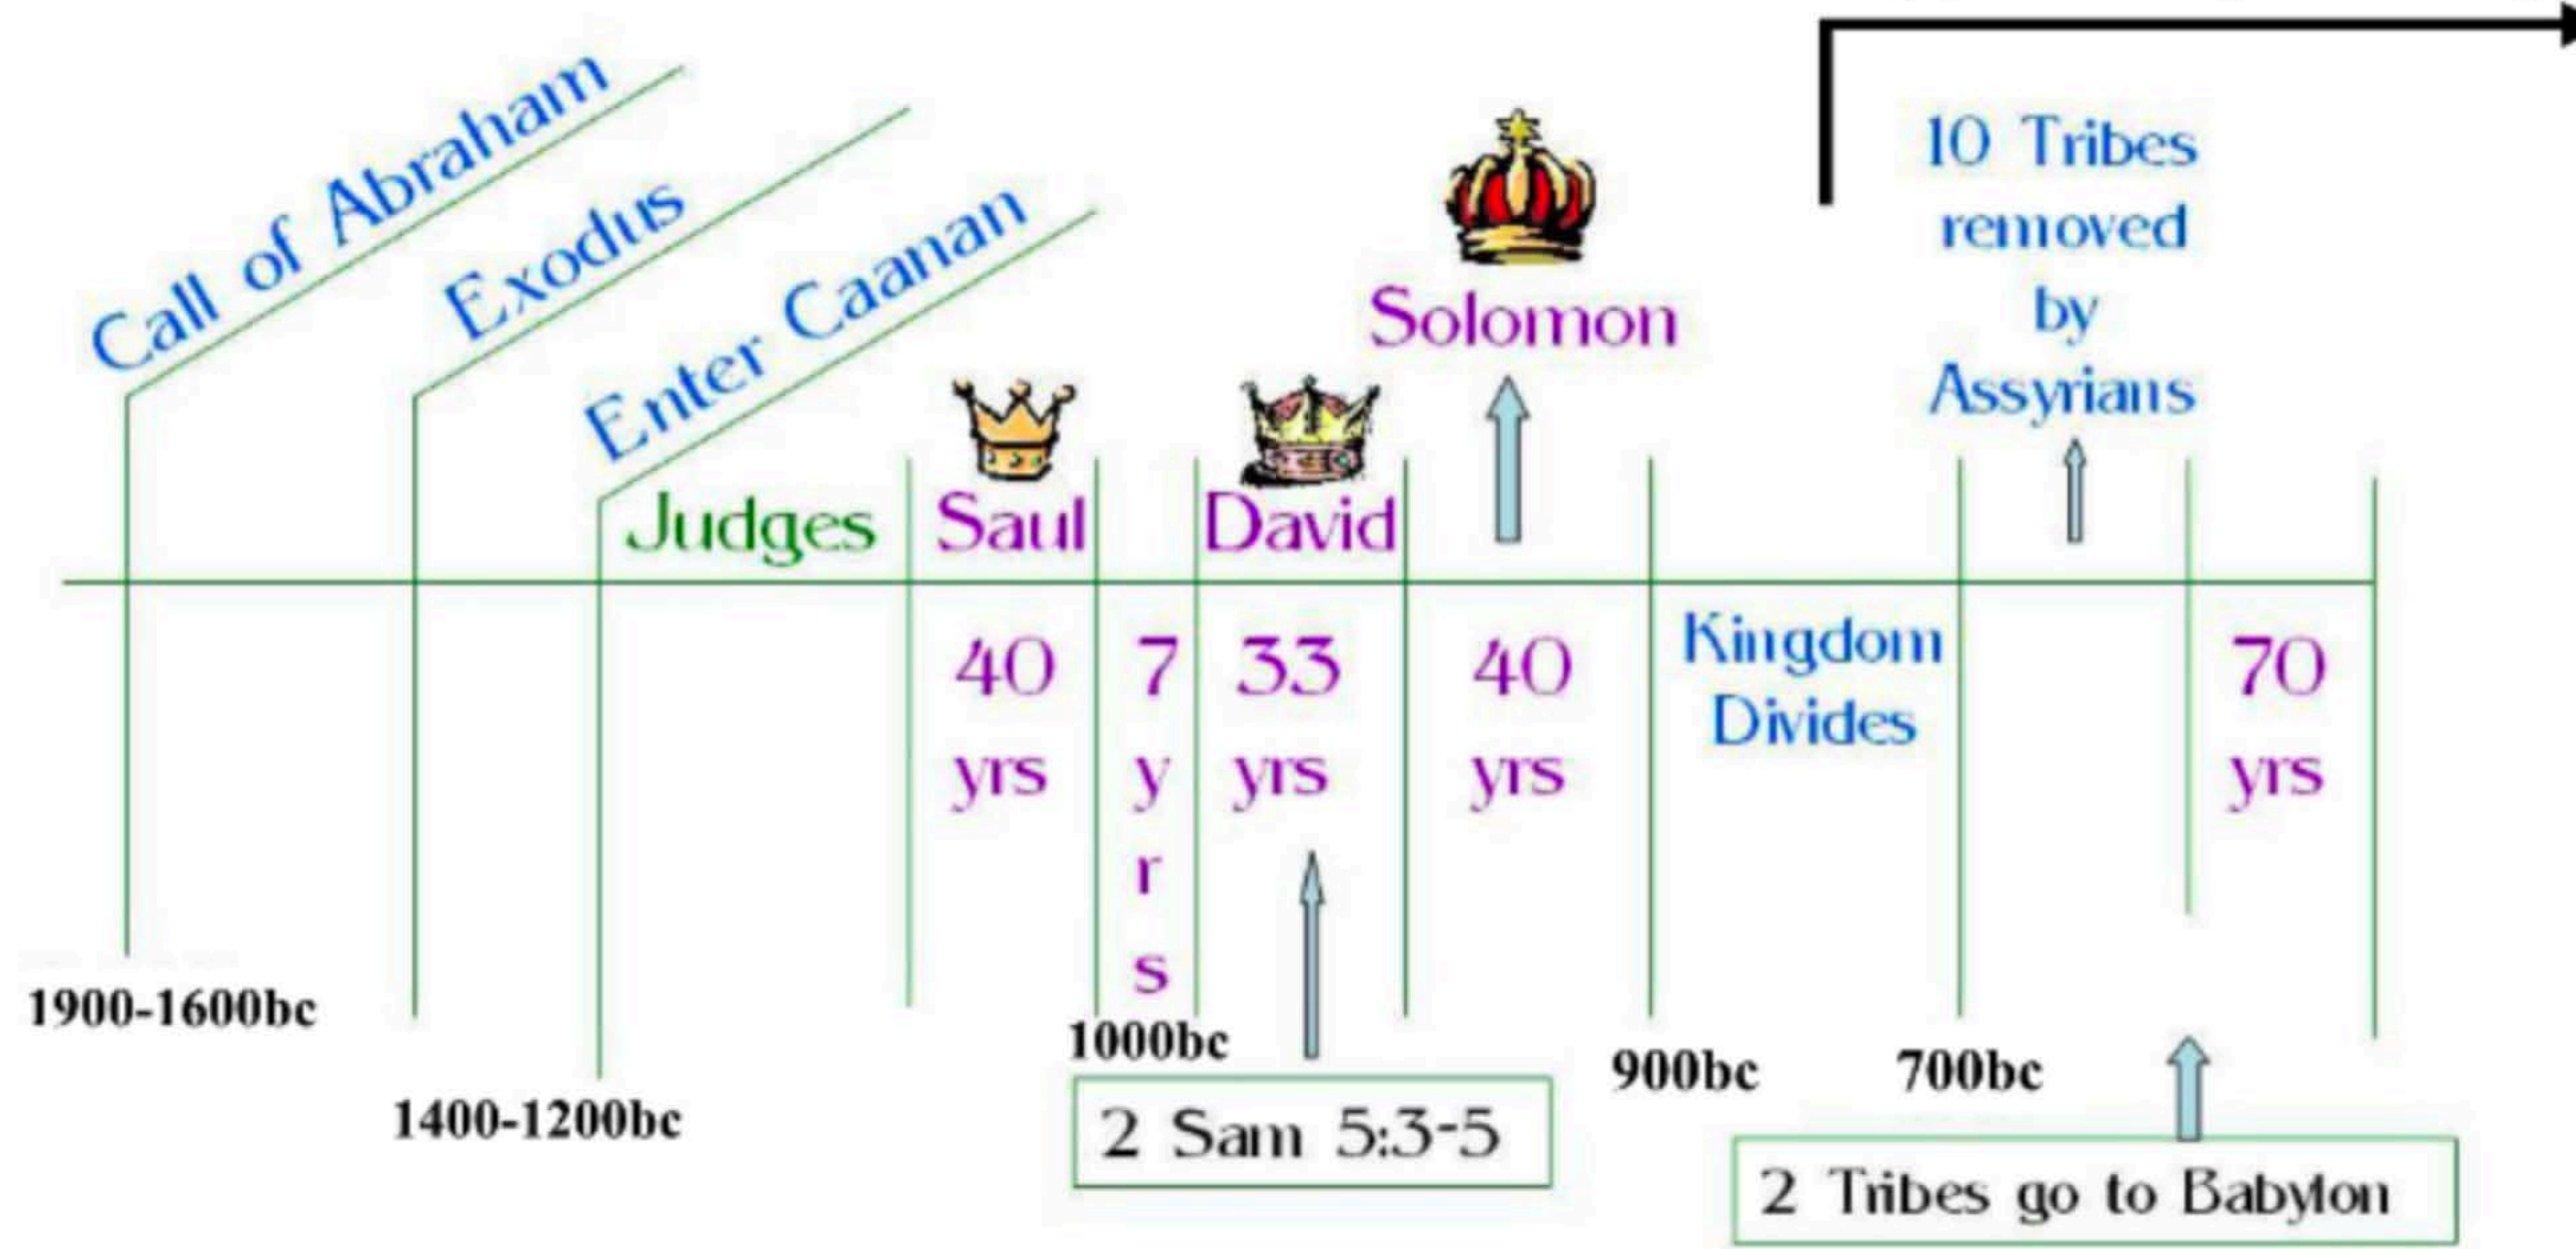 Call of Abraham
Exodus
Enter Caanan
10 Tribes
removed
by
Assyrians
Solomon
Judges
Saul
David
40
yrs
7
y
r
s
33
yrs
40
yrs
Kingdom
Divides
70
yrs
1900-1600bc
1400-1200bc
1000bc
900bc
700bc
2 Sam 5:3-5
2 Tribes go to Babylon